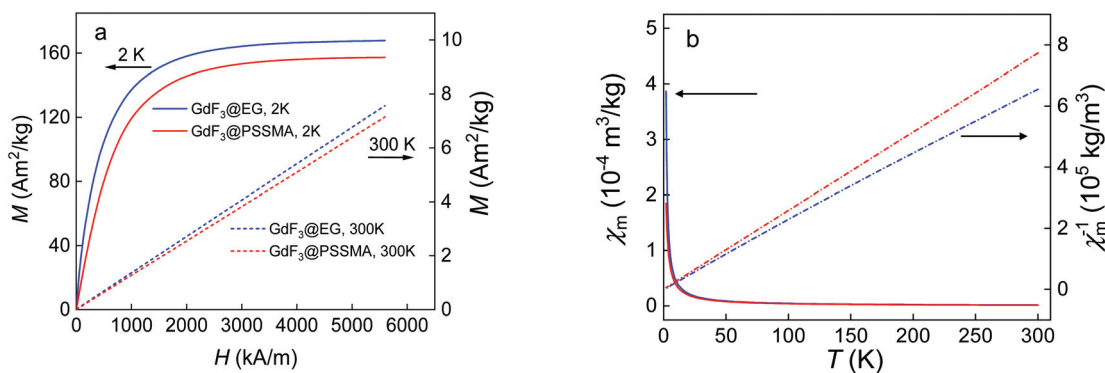 a
160
120
80
40
0
M (Am²/kg)
2 K
GdF₃@EG, 2K
GdF₃@PSSMA, 2K
300 K
GdF₃@EG, 300K
GdF₃@PSSMA, 300K
10
8
6
4
2
0
M (Am²/kg)
0 1000 2000 3000 4000 5000 6000
H (kA/m)
b
5
4
3
2
1
0
χₘ (10⁻⁴ m³/kg)
8
6
4
2
0
χₘ⁻¹ (10⁵ kg/m³)
0 50 100 150 200 250 300
T (K)